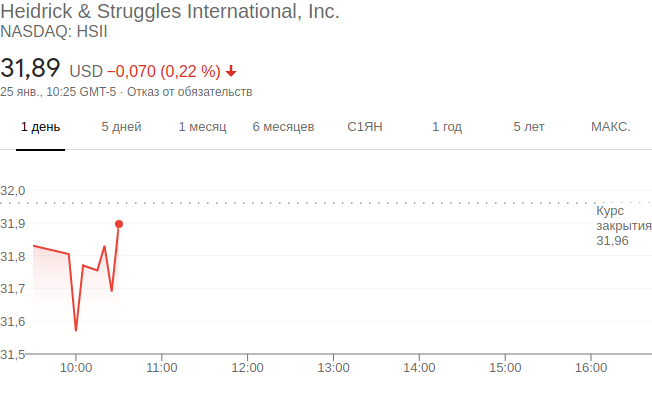 Heidrick & Struggles International, Inc.
NASDAQ: HSII
31,89 USD −0,070 (0,22 %)
25 янв., 10:25 GMT-5 · Отказ от обязательств
1 день 5 дней 1 месяц 6 месяцев С1ЯН 1 год 5 лет МАКС.
32,0
Курс
закрытия
31,96
31,9
31,8
31,7
31,6
31,5
10:00 11:00 12:00 13:00 14:00 15:00 16:00